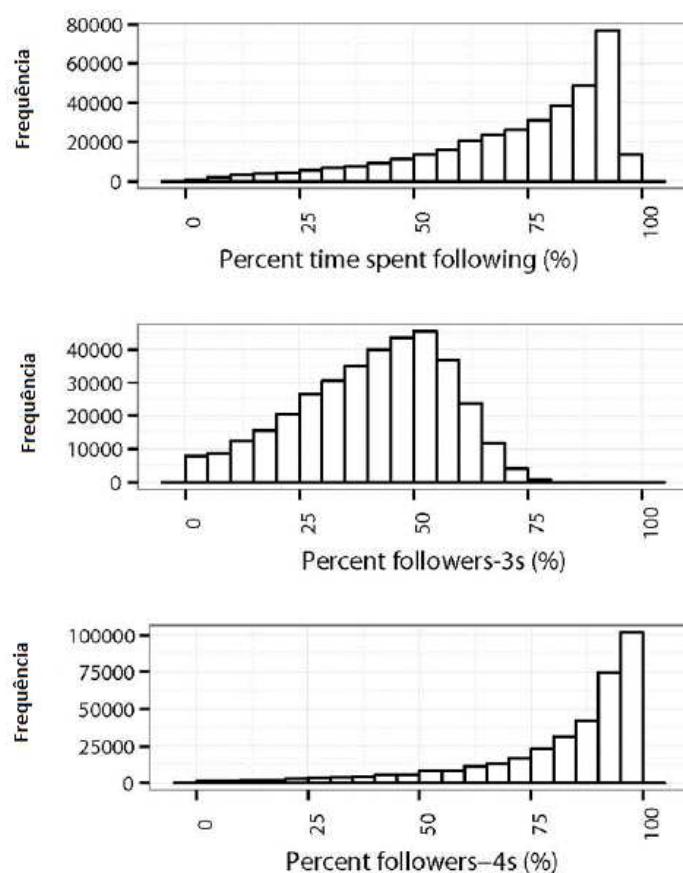 80000
60000
40000
20000
0
Frequência
0 25 50 75 100
Percent time spent following (%)
40000
30000
20000
10000
0
Frequência
0 25 50 75 100
Percent followers-3s (%)
100000
75000
50000
25000
0
Frequência
0 25 50 75 100
Percent followers–4s (%)